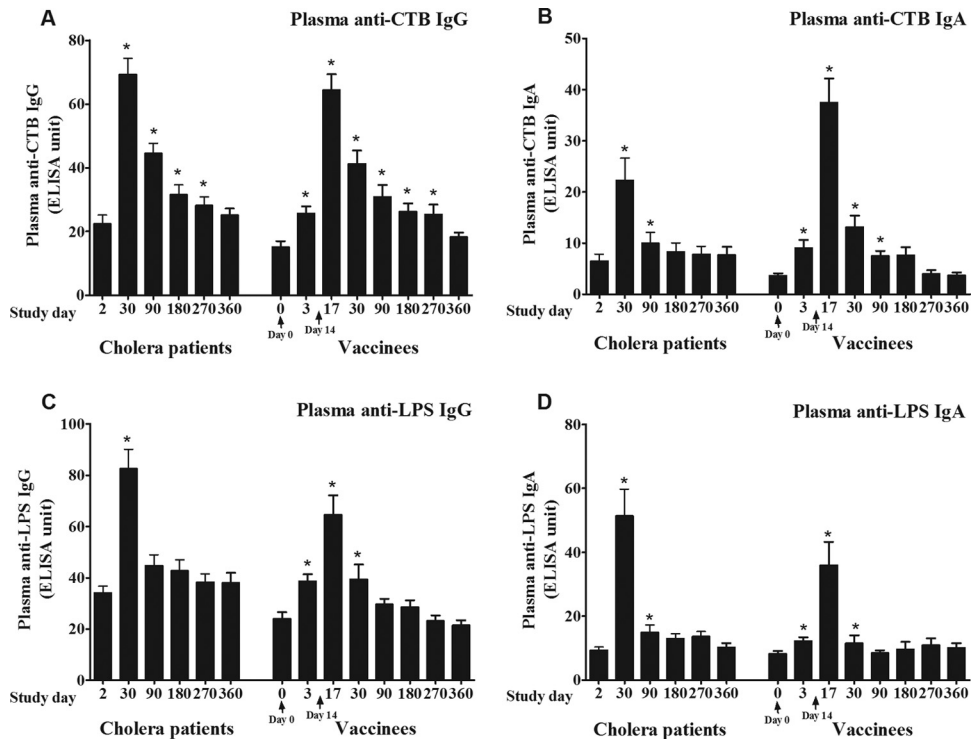 A
Plasma anti-CTB IgG
Plasma anti-CTB IgG
(ELISA unit)
80
60
40
20
0
* * * * * * * * * *
Study day 2 30 90 180 270 360 0 3 17 30 90 180 270 360
Day 0 Day 14
Cholera patients Vaccinees
B
Plasma anti-CTB IgA
Plasma anti-CTB IgA
(ELISA unit)
50
40
30
20
10
0
* * * * * *
Study day 2 30 90 180 270 360 0 3 17 30 90 180 270 360
Day 0 Day 14
Cholera patients Vaccinees
C
Plasma anti-LPS IgG
Plasma anti-LPS IgG
(ELISA unit)
100
80
60
40
20
0
* * * *
Study day 2 30 90 180 270 360 0 3 17 30 90 180 270 360
Day 0 Day 14
Cholera patients Vaccinees
D
Plasma anti-LPS IgA
Plasma anti-LPS IgA
(ELISA unit)
80
60
40
20
0
* * * * *
Study day 2 30 90 180 270 360 0 3 17 30 90 180 270 360
Day 0 Day 14
Cholera patients Vaccinees